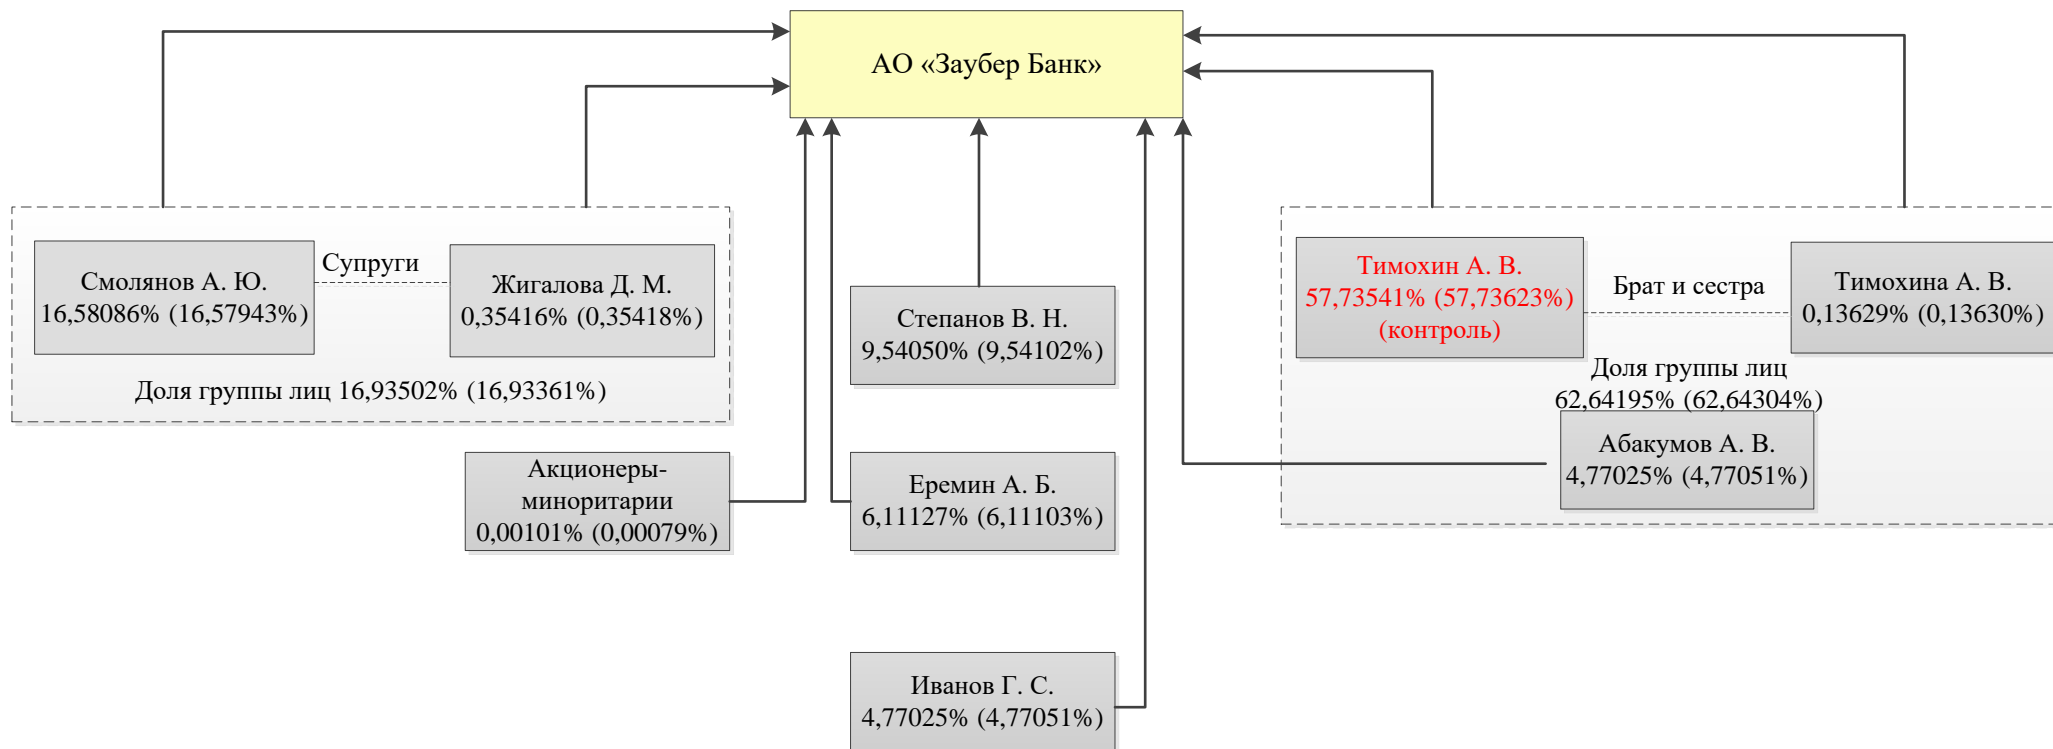 АО «Заубер Банк»
Смолянов А. Ю.
16,58086% (16,57943%)
Супруги
Жигалова Д. М.
0,35416% (0,35418%)
Доля группы лиц 16,93502% (16,93361%)
Акционеры-
миноритарии
0,00101% (0,00079%)
Степанов В. Н.
9,54050% (9,54102%)
Еремин А. Б.
6,11127% (6,11103%)
Иванов Г. С.
4,77025% (4,77051%)
Тимохин А. В.
57,73541% (57,73623%)
(контроль)
Брат и сестра
Тимохина А. В.
0,13629% (0,13630%)
Доля группы лиц
62,64195% (62,64304%)
Абакумов А. В.
4,77025% (4,77051%)